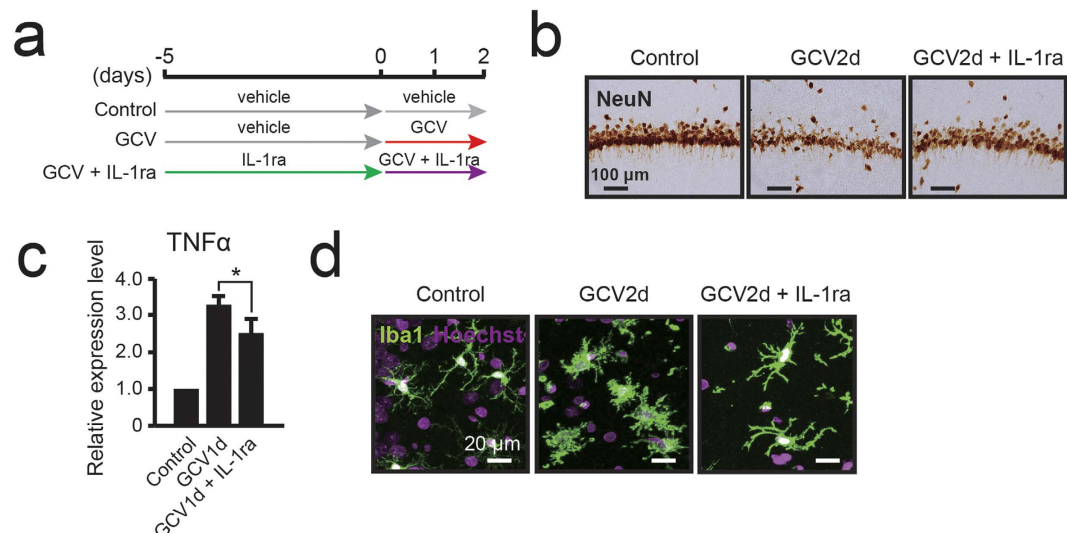 a
-5 0 1 2
(days)
Control vehicle vehicle
GCV vehicle GCV
GCV + IL-1ra IL-1ra GCV + IL-1ra
b
Control GCV2d GCV2d + IL-1ra
NeuN
100 µm
c
TNFα
Relative expression level
4.0
*
3.0
2.0
1.0
0
Control
GCV1d
GCV1d + IL-1ra
d
Control GCV2d GCV2d + IL-1ra
Iba1 Hoechst
20 µm